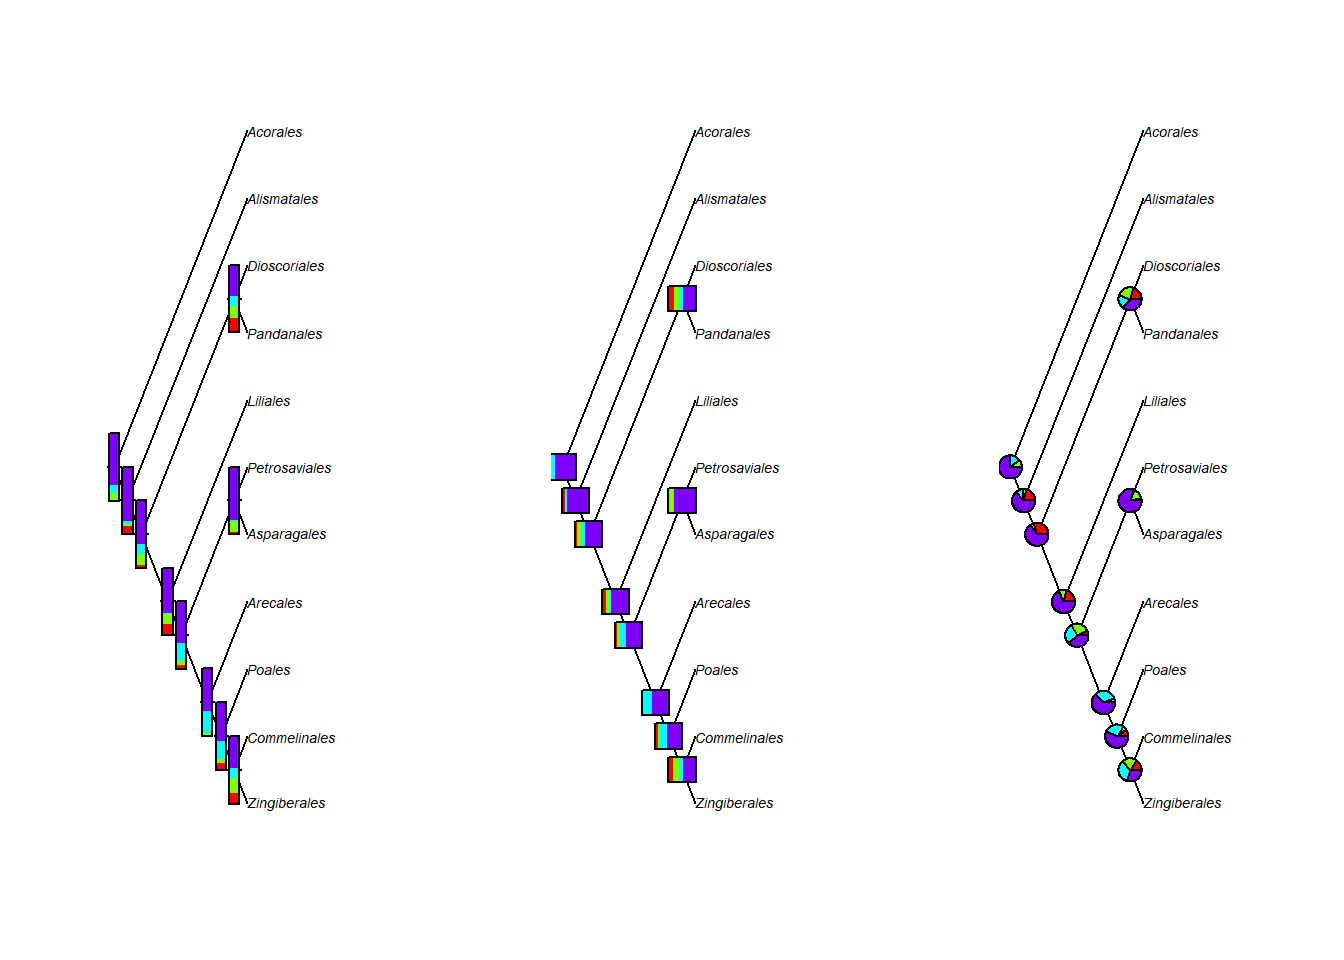 Acorales
Alismatales
Dioscoriales
Pandanales
Liliales
Petrosaviales
Asparagales
Arecales
Poales
Commelinales
Zingiberales
Acorales
Alismatales
Dioscoriales
Pandanales
Liliales
Petrosaviales
Asparagales
Arecales
Poales
Commelinales
Zingiberales
Acorales
Alismatales
Dioscoriales
Pandanales
Liliales
Petrosaviales
Asparagales
Arecales
Poales
Commelinales
Zingiberales